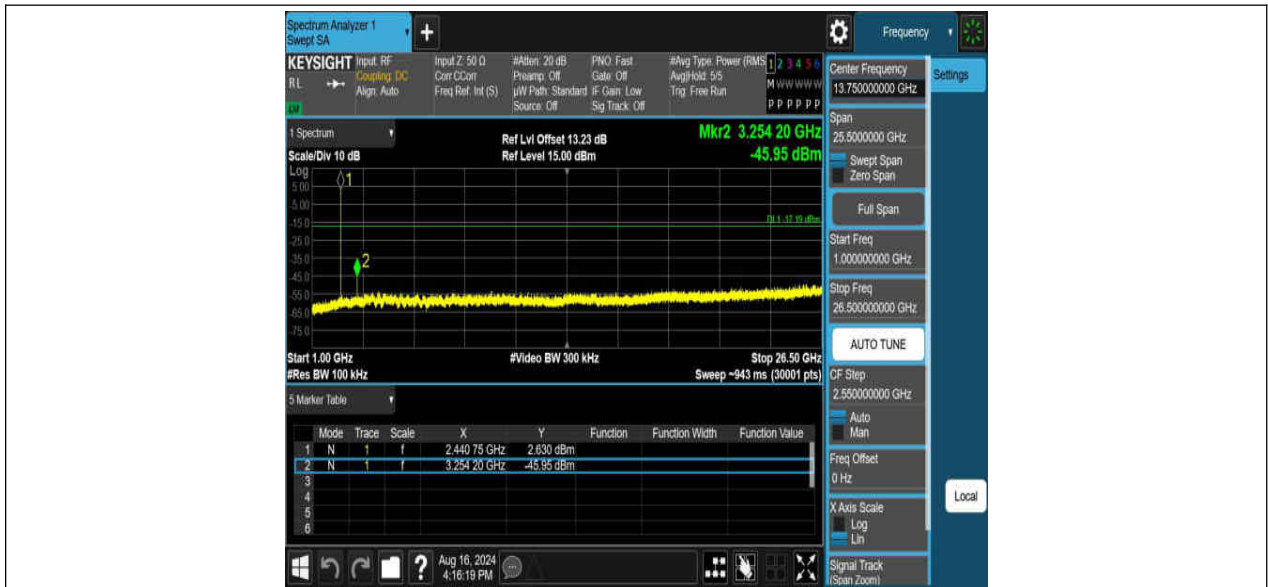 Spectrum Analyzer 1
Swept SA
+
Frequency
KEYSIGHT
RL
Input: RF
Coupling: DC
Align: Auto
Input Z: 50 Ω
Corr CCorr
Freq Ref: Int (S)
#Atten: 20 dB
Preamp: Off
µW Path: Standard
Source: Off
PNO: Fast
Gate: Off
IF Gain: Low
Sig Track: Off
#Avg Type: Power (RMS
Avg|Hold: 5/5
Trig: Free Run
1 2 3 4 5 6
M W W W W W
P P P P P P
1 Spectrum
Scale/Div 10 dB
Ref Lvl Offset 13.23 dB
Ref Level 15.00 dBm
Mkr2 3.254 20 GHz
-45.95 dBm
Log
5.00
-5.00
-15.0
-25.0
-35.0
-45.0
-55.0
-65.0
-75.0
1
2
DL1 -17.19 dBm
Start 1.00 GHz
#Res BW 100 kHz
#Video BW 300 kHz
Stop 26.50 GHz
Sweep ~943 ms (30001 pts)
5 Marker Table
Mode Trace Scale X Y Function Function Width Function Value
1 N 1 f 2.440 75 GHz 2.630 dBm
2 N 1 f 3.254 20 GHz -45.95 dBm
3
4
5
6
Aug 16, 2024
4:16:19 PM
Center Frequency
13.750000000 GHz
Settings
Span
25.5000000 GHz
Swept Span
Zero Span
Full Span
Start Freq
1.000000000 GHz
Stop Freq
26.500000000 GHz
AUTO TUNE
CF Step
2.550000000 GHz
Auto
Man
Freq Offset
0 Hz
X Axis Scale
Log
Lin
Local
Signal Track
(Span Zoom)